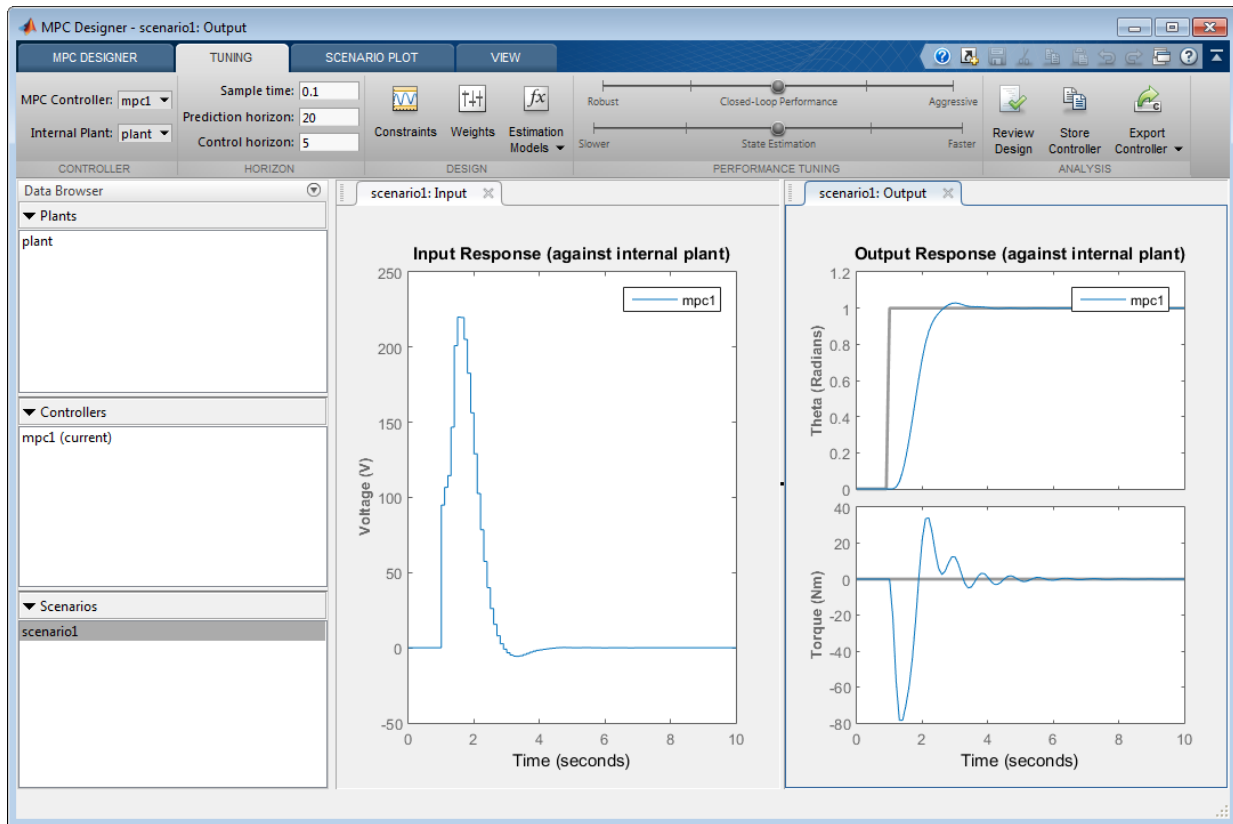 MPC Designer - scenario1: Output
MPC DESIGNER TUNING SCENARIO PLOT VIEW
MPC Controller: mpc1
Internal Plant: plant
CONTROLLER
Sample time: 0.1
Prediction horizon: 20
Control horizon: 5
HORIZON
Constraints
Weights
Estimation
Models
DESIGN
Robust Closed-Loop Performance Aggressive
Slower State Estimation Faster
PERFORMANCE TUNING
Review
Design
Store
Controller
Export
Controller
ANALYSIS
Data Browser
Plants
plant
Controllers
mpc1 (current)
Scenarios
scenario1
scenario1: Input
Input Response (against internal plant)
mpc1
Voltage (V)
250
200
150
100
50
0
-50
0 2 4 6 8 10
Time (seconds)
scenario1: Output
Output Response (against internal plant)
mpc1
Theta (Radians)
1.2
1
0.8
0.6
0.4
0.2
0
Torque (Nm)
40
20
0
-20
-40
-60
-80
0 2 4 6 8 10
Time (seconds)